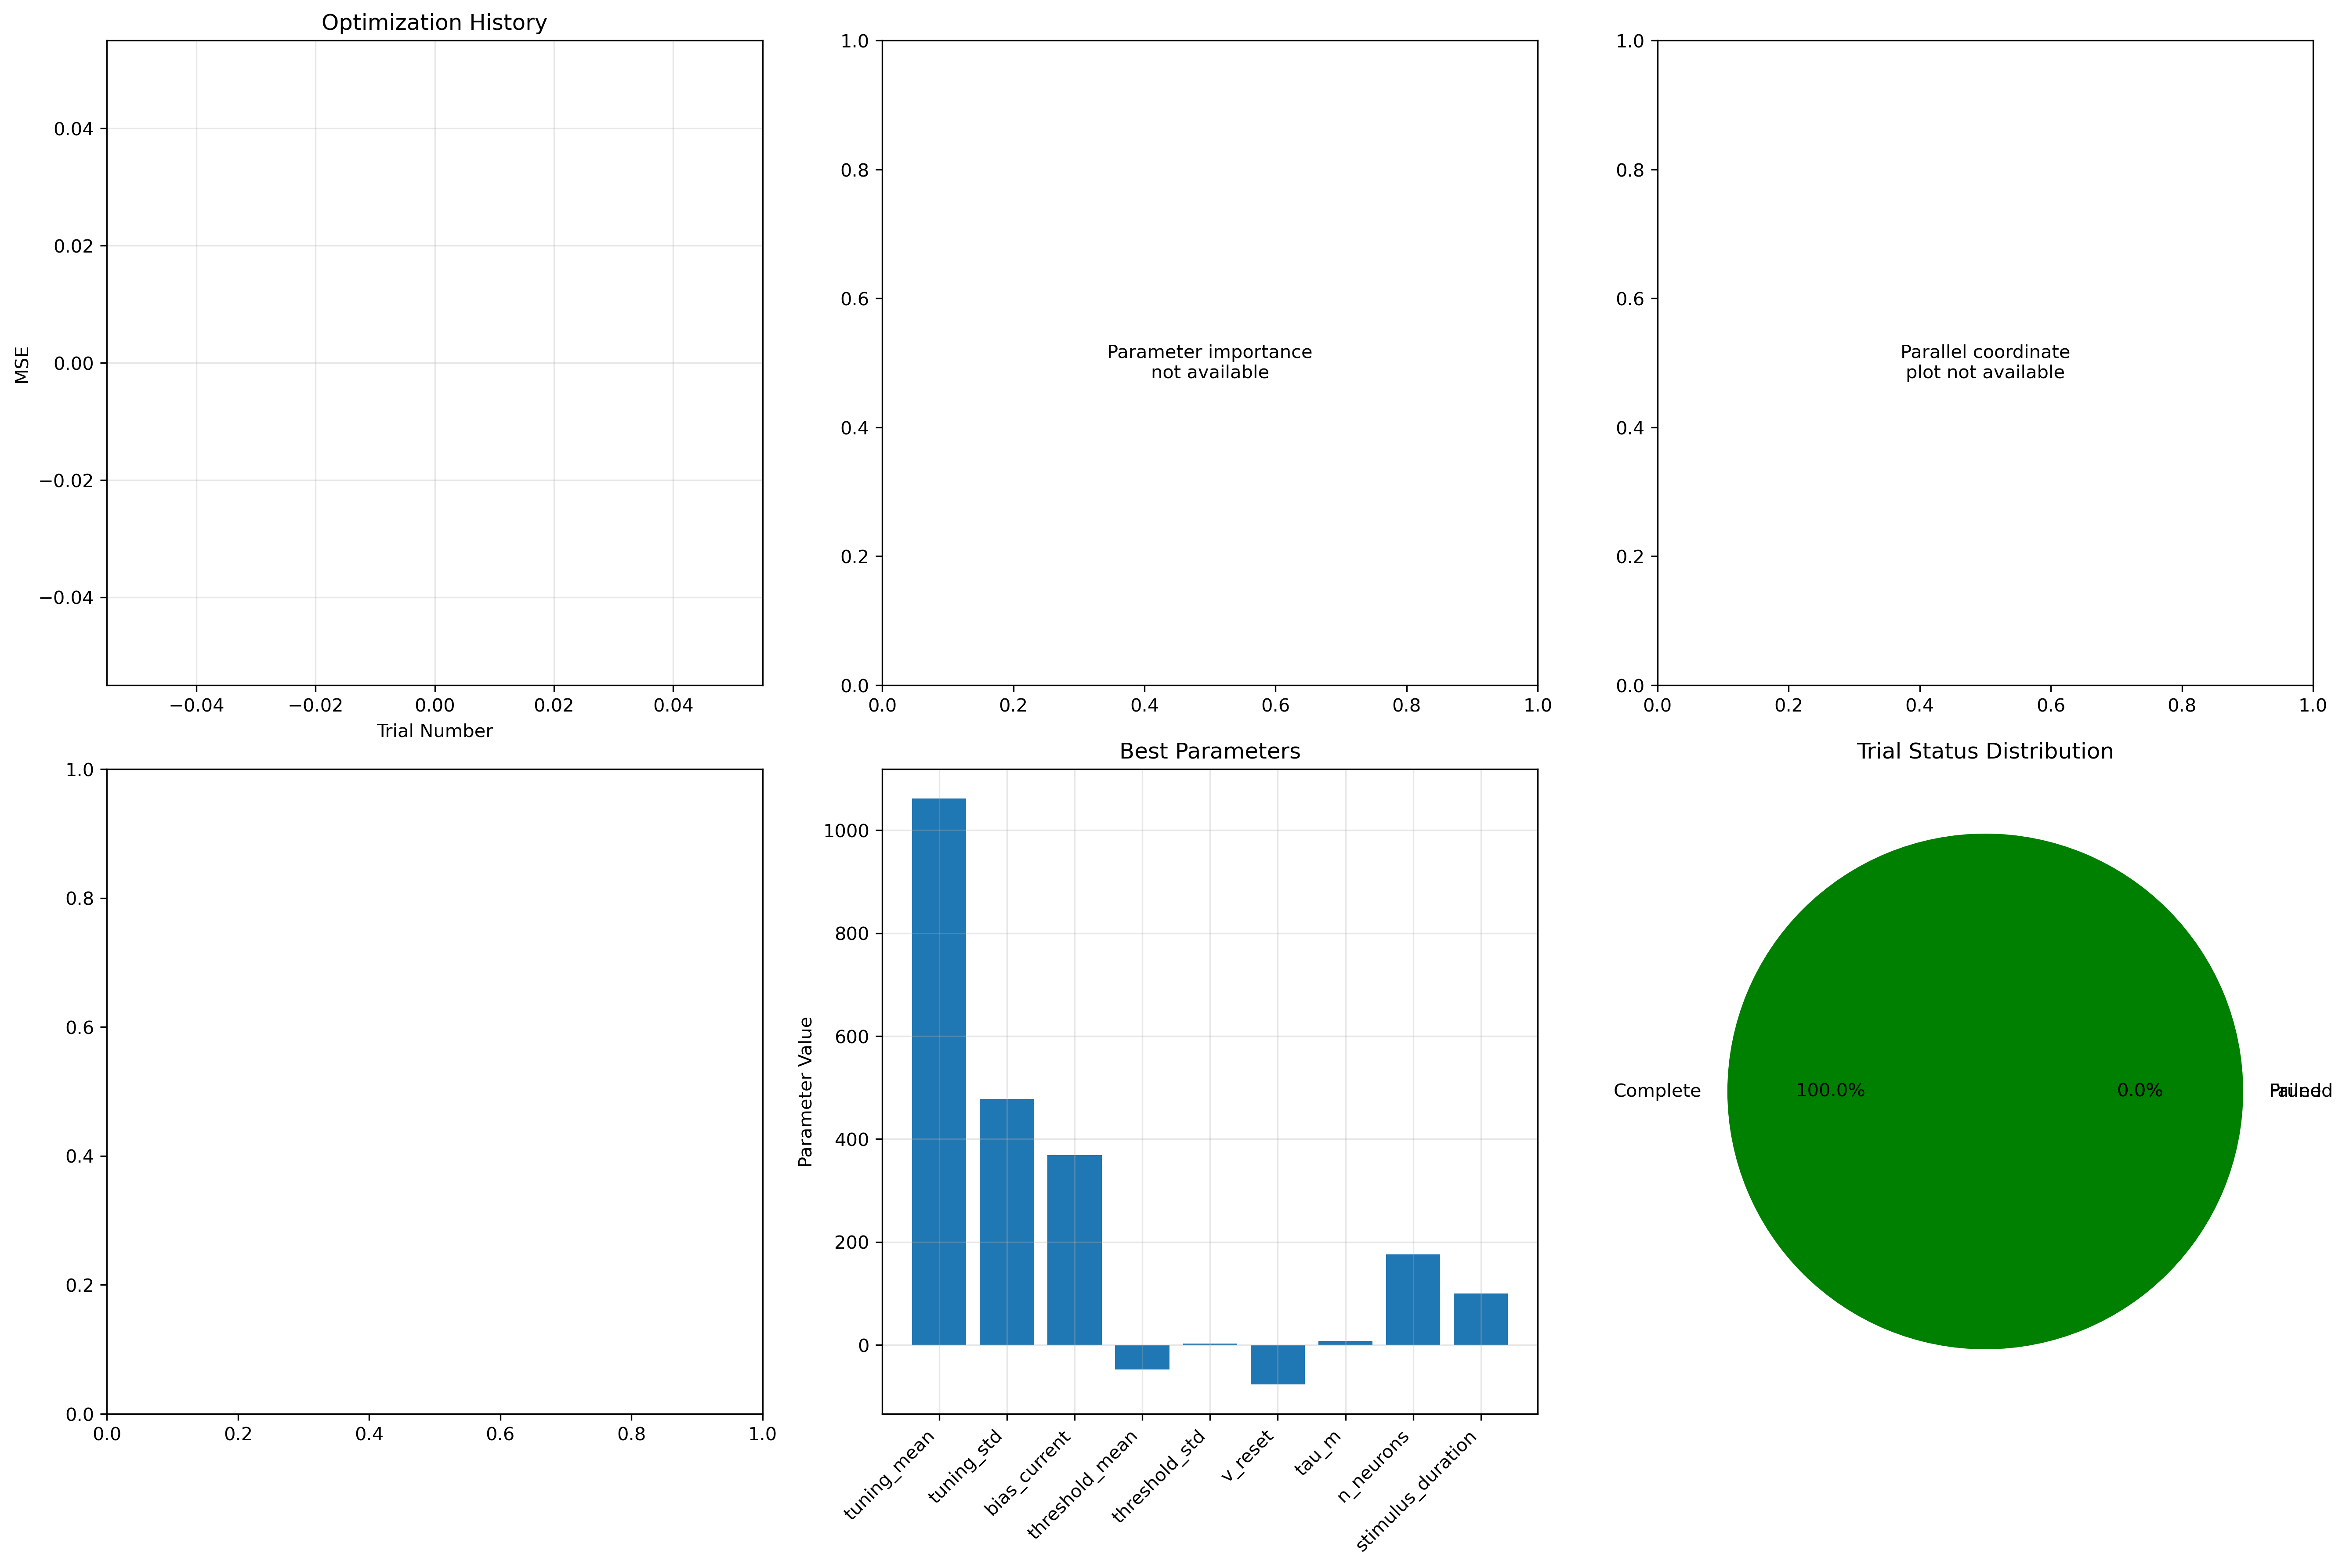 Optimization History
0.04
0.02
0.00
−0.02
−0.04
MSE
−0.04
−0.02
0.00
0.02
0.04
Trial Number
1.0
0.8
0.6
0.4
0.2
0.0
Parameter importance
not available
0.0
0.2
0.4
0.6
0.8
1.0
1.0
0.8
0.6
0.4
0.2
0.0
Parallel coordinate
plot not available
0.0
0.2
0.4
0.6
0.8
1.0
1.0
0.8
0.6
0.4
0.2
0.0
0.0
0.2
0.4
0.6
0.8
1.0
Best Parameters
1000
800
600
400
200
0
Parameter Value
tuning_mean
tuning_std
bias_current
threshold_mean
threshold_std
v_reset
tau_m
n_neurons
stimulus_duration
Trial Status Distribution
Complete
100.0%
0.0%